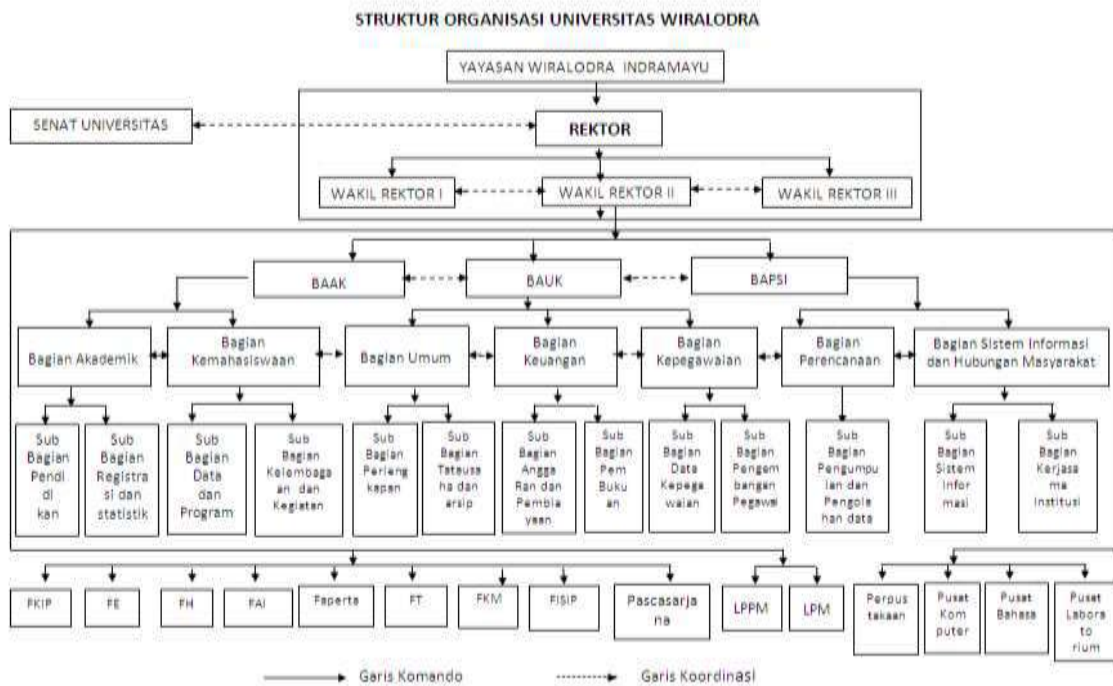 STRUKTUR ORGANISASI UNIVERSITAS WIRALODRA
YAYASAN WIRALODRA INDRAMAYU
SENAT UNIVERSITAS
REKTOR
WAKIL REKTOR I
WAKIL REKTOR II
WAKIL REKTOR III
BAAK
BAUK
BAPSI
Bagian Akademik
Bagian
Kemahasiswaan
Bagian Umum
Bagian
Keuangan
Bagian
Kepegawaian
Bagian
Perencanaan
Bagian Sistem Informasi
dan Hubungan Masyarakat
Sub
Bagian
Pendi
di
kan
Sub
Bagian
Registra
si dan
statistik
Sub
Bagian
Data
dan
Program
Sub
Bagian
Kelembaga
an dan
Kegiatan
Sub
Bagian
Perleng
kapan
Sub
Bagian
Tatausa
ha dan
arsip
Sub
Bagian
Angga
Ran dan
Pembia
yaan
Sub
Bagian
Pem
Buku
an
Sub
Bagian
Data
Kepega
waian
Sub
Bagian
Pengem
bangan
Pegawai
Sub
Bagian
Pengumpu
lan dan
Pengola
han data
Sub
Bagian
Sistem
Infor
masi
Sub
Bagian
Kerjasa
ma
Institusi
FKIP
FE
FH
FAI
Faperta
FT
FKM
FISIP
Pascasarja
na
LPPM
LPM
Perpus
takaan
Pusat
Kom
puter
Pusat
Bahasa
Pusat
Labora
to
rium
Garis Komando
Garis Koordinasi